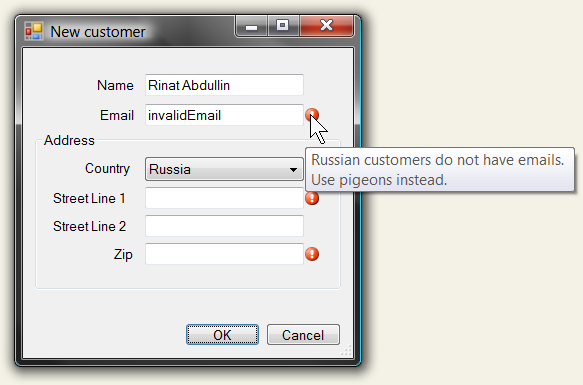 New customer
Name
Rinat Abdullin
Email
invalidEmail
Russian customers do not have emails.
Use pigeons instead.
Address
Country
Russia
Street Line 1
Street Line 2
Zip
OK
Cancel